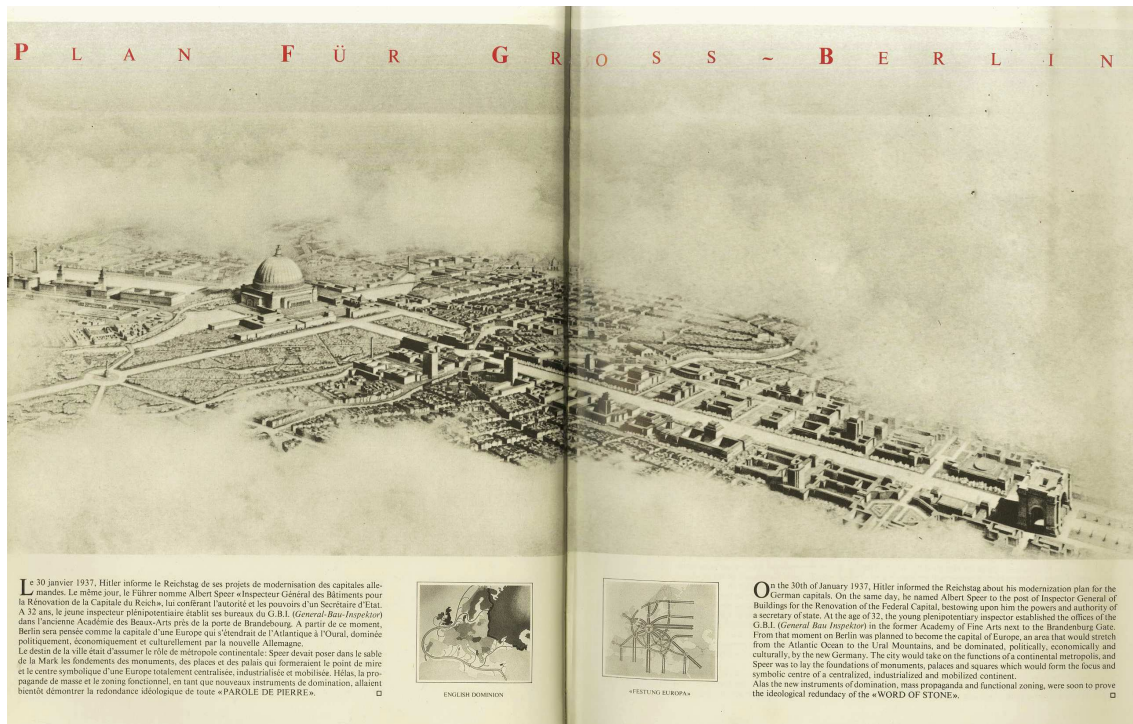 PLAN FÜR GROSS~BERLIN
Le 30 janvier 1937, Hitler informe le Reichstag de ses projets de modernisation des capitales alle-
mandes. Le même jour, le Führer nomme Albert Speer «Inspecteur Général des Bâtiments pour
la Rénovation de la Capitale du Reich», lui conférant l'autorité et les pouvoirs d'un Secrétaire d'Etat.
A 32 ans, le jeune inspecteur plénipotentiaire établit ses bureaux du G.B.I. (General-Bau-Inspektor)
dans l'ancienne Académie des Beaux-Arts près de la porte de Brandebourg. A partir de ce moment,
Berlin sera pensée comme la capitale d'une Europe qui s'étendrait de l'Atlantique à l'Oural, dominée
politiquement, économiquement et culturellement par la nouvelle Allemagne.
Le destin de la ville était d'assumer le rôle de métropole continentale: Speer devait poser dans le sable
de la Mark les fondements des monuments, des places et des palais qui formeraient le point de mire
et le centre symbolique d'une Europe totalement centralisée, industrialisée et mobilisée. Hélas, la pro-
pagande de masse et le zoning fonctionnel, en tant que nouveaux instruments de domination, allaient
bientôt démontrer la redondance idéologique de toute «PAROLE DE PIERRE».
ENGLISH DOMINION
«FESTUNG EUROPA»
On the 30th of January 1937, Hitler informed the Reichstag about his modernization plan for the
German capitals. On the same day, he named Albert Speer to the post of Inspector General of
Buildings for the Renovation of the Federal Capital, bestowing upon him the powers and authority of
a secretary of state. At the age of 32, the young plenipotentiary inspector established the offices of the
G.B.I. (General Bau Inspektor) in the former Academy of Fine Arts next to the Brandenburg Gate.
From that moment on Berlin was planned to become the capital of Europe, an area that would stretch
from the Atlantic Ocean to the Ural Mountains, and be dominated, politically, economically and
culturally, by the new Germany. The city would take on the functions of a continental metropolis, and
Speer was to lay the foundations of monuments, palaces and squares which would form the focus and
symbolic centre of a centralized, industrialized and mobilized continent.
Alas the new instruments of domination, mass propaganda and functional zoning, were soon to prove
the ideological redundacy of the «WORD OF STONE».